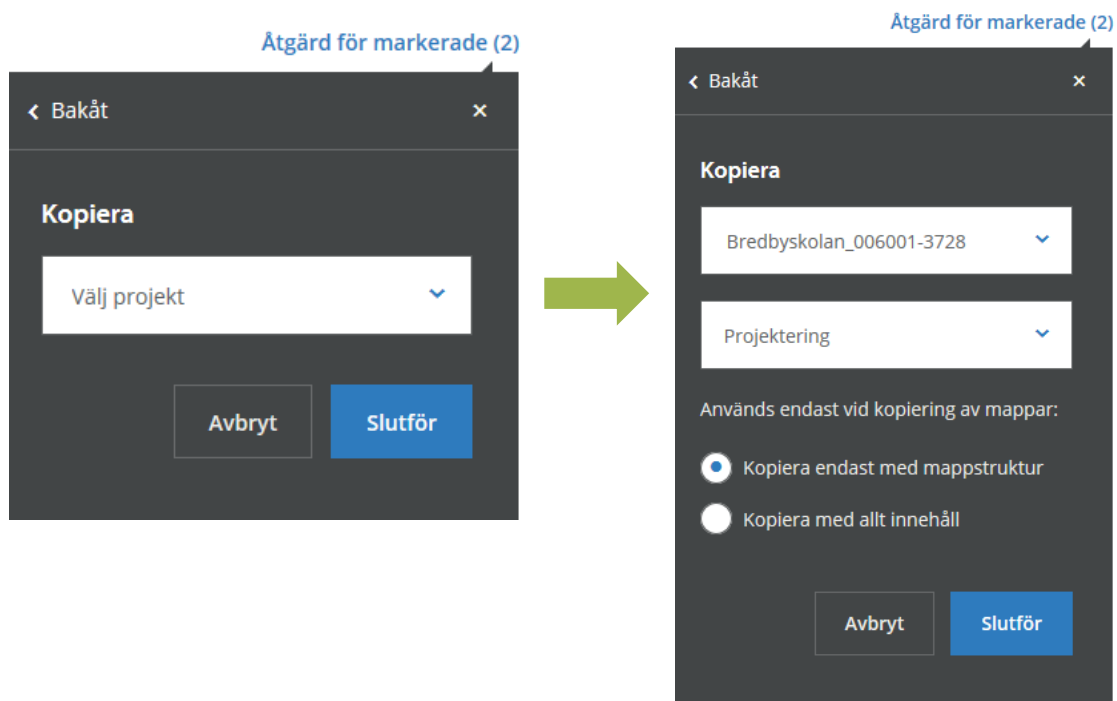 Åtgärd för markerade (2)
Bakåt
Kopiera
Välj projekt
Avbryt
Slutför
Åtgärd för markerade (2)
Bakåt
Kopiera
Bredbyskolan_006001-3728
Projektering
Används endast vid kopiering av mappar:
Kopiera endast med mappstruktur
Kopiera med allt innehåll
Avbryt
Slutför